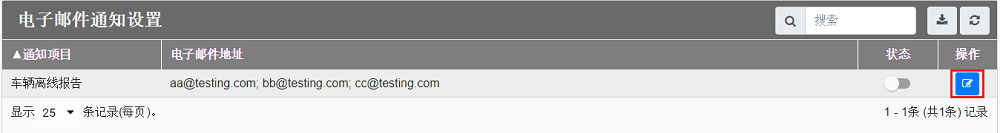 电子邮件通知设置 搜索
▲通知项目 电子邮件地址 状态 操作
车辆离线报告 aa@testing.com; bb@testing.com; cc@testing.com
显示 25 条记录(每页)。 1 - 1条 (共1条) 记录